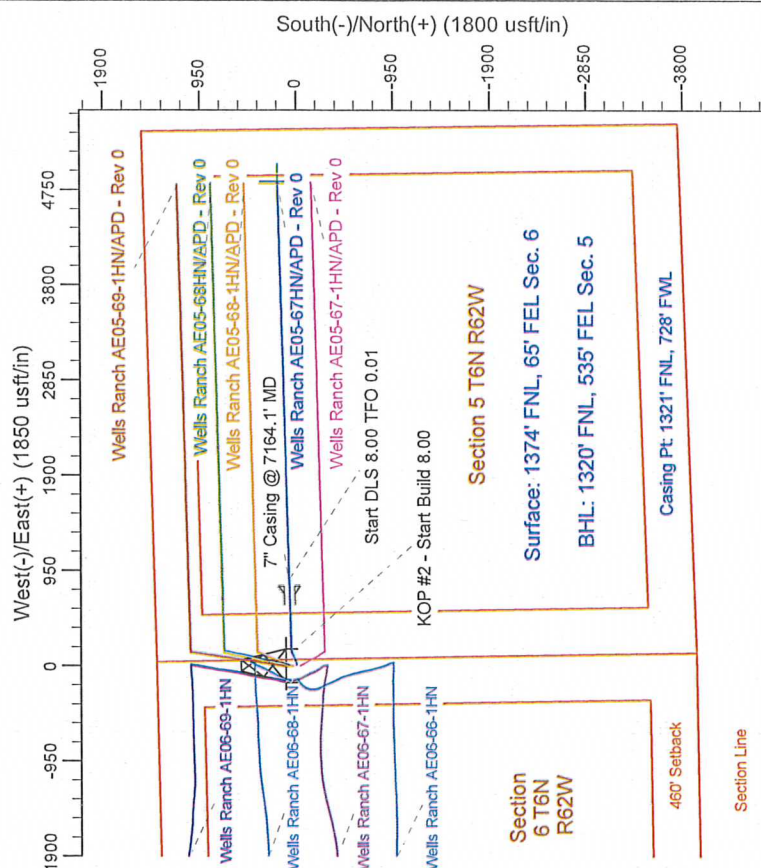 South(-)/North(+) (1800 usft/in)
1900
950
0
-950
-1900
-2850
-3800
West(-)/East(+) (1850 usft/in)
4750
3800
2850
1900
950
0
-950
-1900
Wells Ranch AE05-69-1HN/APD - Rev 0
Wells Ranch AE05-68HN/APD - Rev 0
Wells Ranch AE05-68-1HN/APD - Rev 0
Wells Ranch AE05-67HN/APD - Rev 0
Wells Ranch AE05-67-1HN/APD - Rev 0
7" Casing @ 7164.1' MD
Start DLS 8.00 TFO 0.01
KOP #2 - Start Build 8.00
Section 5 T6N R62W
Surface: 1374' FNL, 65' FEL Sec. 6
BHL: 1320' FNL, 535' FEL Sec. 5
Casing Pt: 1321' FNL, 728' FWL
Wells Ranch AE06-69-1HN
Wells Ranch AE06-68-1HN
Wells Ranch AE06-67-1HN
Wells Ranch AE06-66-1HN
Section
6 T6N
R62W
460' Setback
Section Line